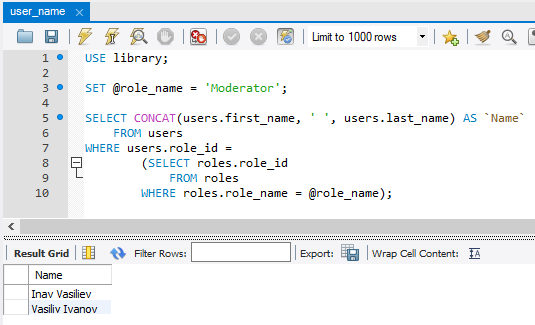 user_name ×
Limit to 1000 rows
1 USE library;
2
3 SET @role_name = 'Moderator';
4
5 SELECT CONCAT(users.first_name, ' ', users.last_name) AS `Name`
6 FROM users
7 WHERE users.role_id =
8 (SELECT roles.role_id
9 FROM roles
10 WHERE roles.role_name = @role_name);
Result Grid Filter Rows: Export: Wrap Cell Content: IA
Name
Inav Vasiliev
Vasiliv Ivanov